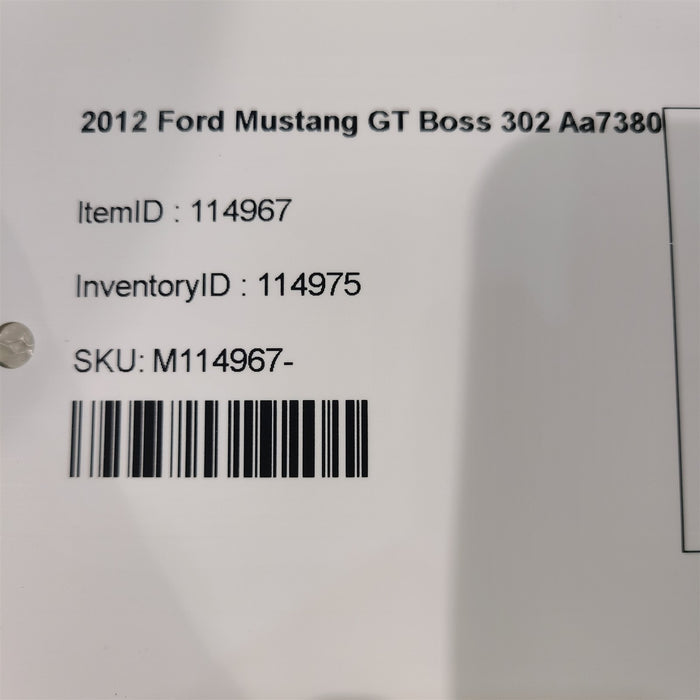 2012 Ford Mustang GT Boss 302 Aa7380
ItemID : 114967
InventoryID : 114975
SKU: M114967-